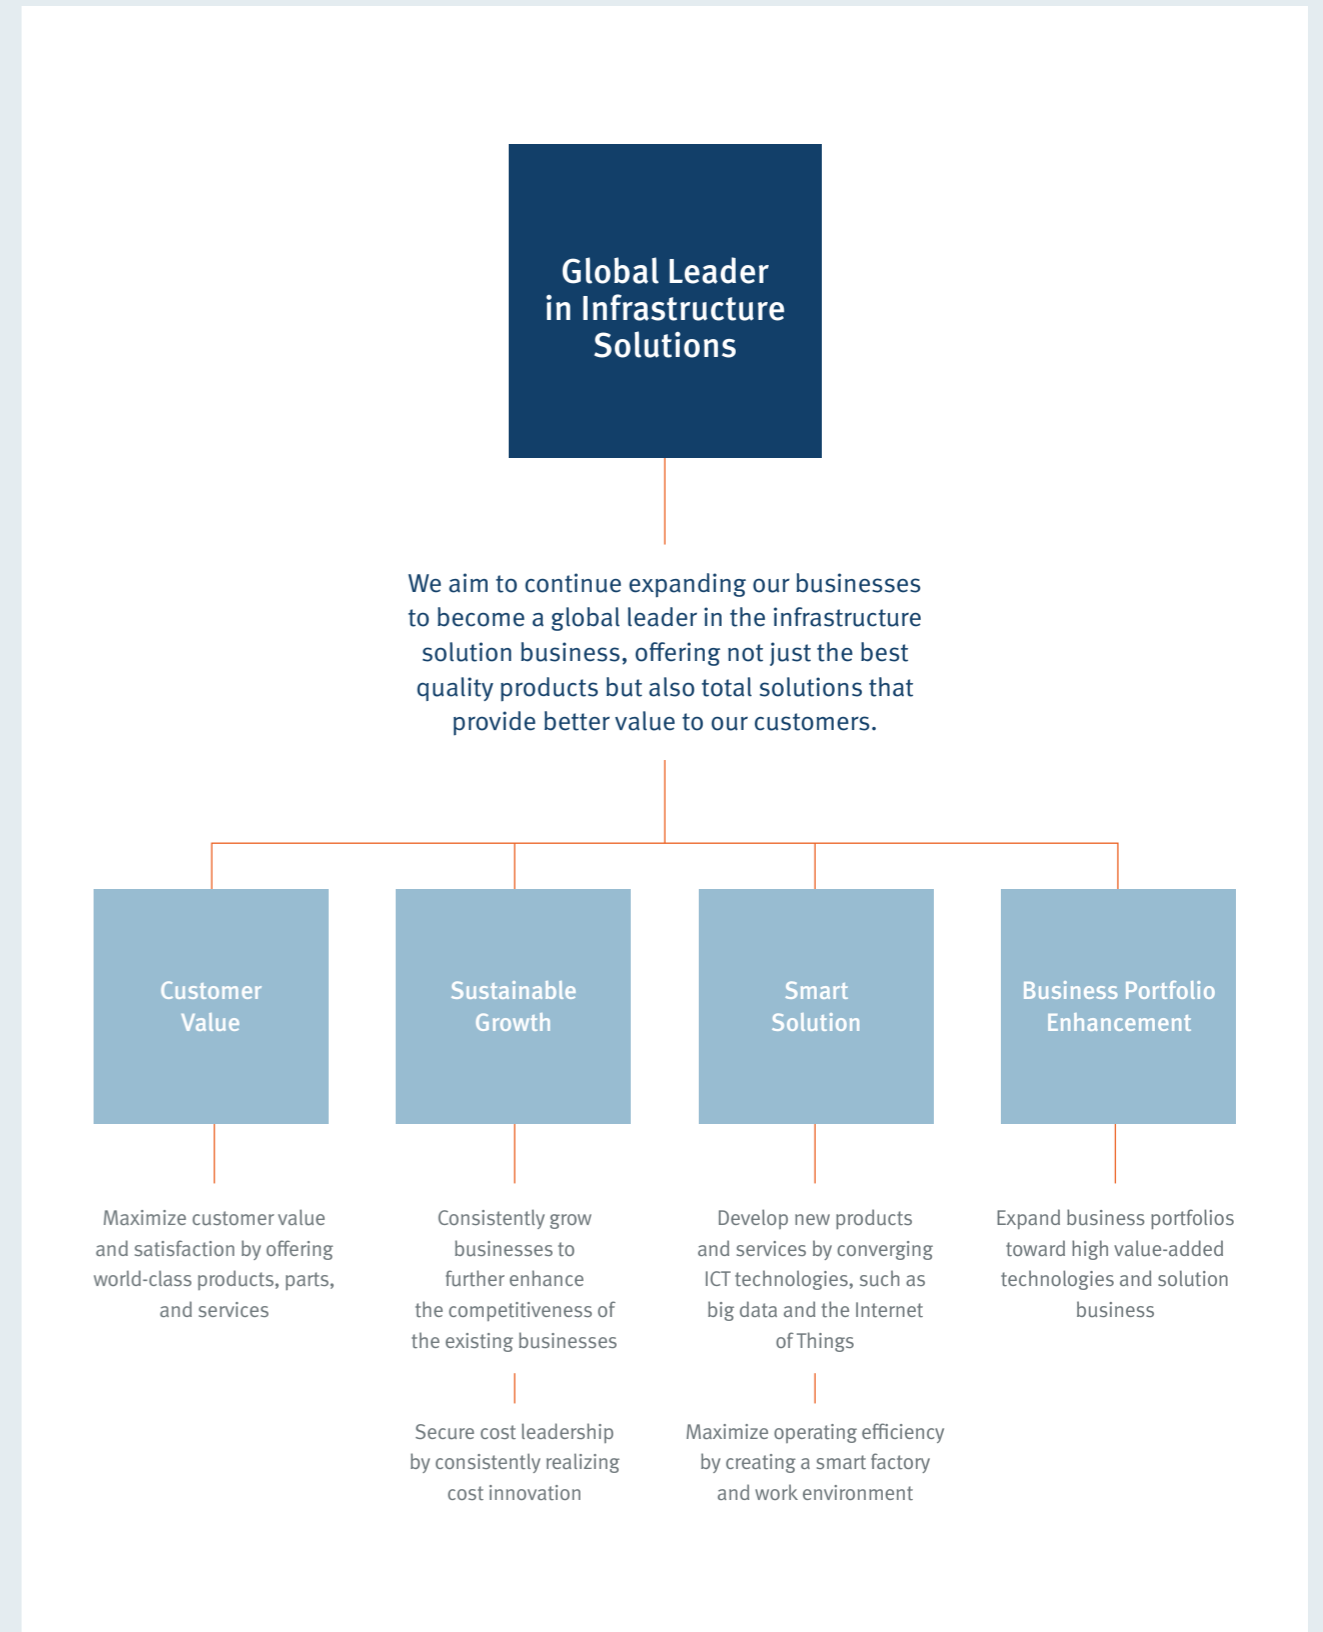 Global Leader
in Infrastructure
Solutions
We aim to continue expanding our businesses
to become a global leader in the infrastructure
solution business, offering not just the best
quality products but also total solutions that
provide better value to our customers.
Customer
Value
Maximize customer value
and satisfaction by offering
world-class products, parts,
and services
Sustainable
Growth
Consistently grow
businesses to
further enhance
the competitiveness of
the existing businesses
Secure cost leadership
by consistently realizing
cost innovation
Smart
Solution
Develop new products
and services by converging
ICT technologies, such as
big data and the Internet
of Things
Maximize operating efficiency
by creating a smart factory
and work environment
Business Portfolio
Enhancement
Expand business portfolios
toward high value-added
technologies and solution
business